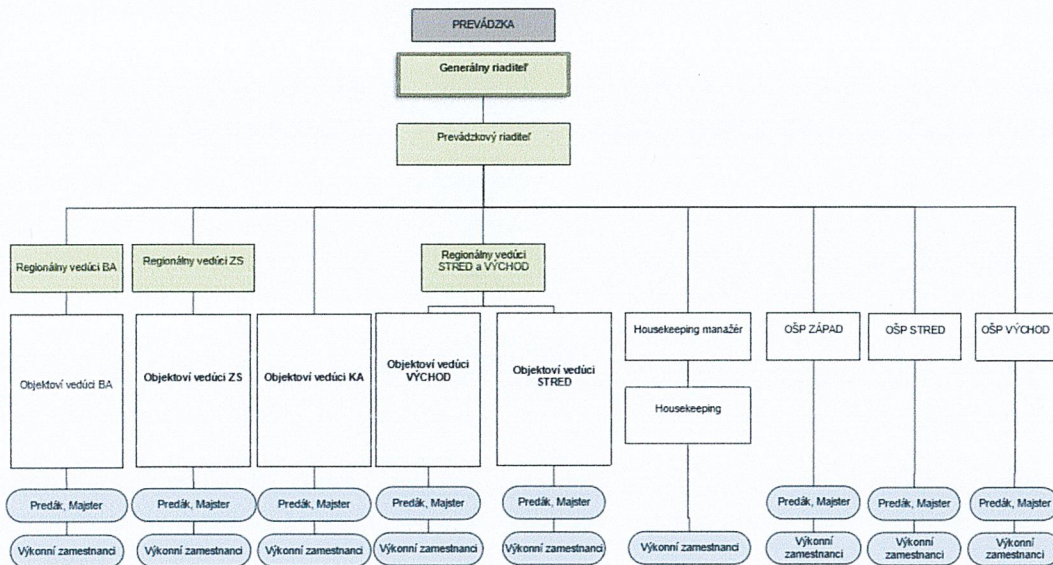 PREVÁDZKA
Generálny riaditeľ
Prevádzkový riaditeľ
Regionálny vedúci BA
Regionálny vedúci ZS
Regionálny vedúci
STRED a VÝCHOD
Objektoví vedúci BA
Objektoví vedúci ZS
Objektoví vedúci KA
Objektoví vedúci
VÝCHOD
Objektoví vedúci
STRED
Housekeeping manažér
Housekeeping
OŠP ZÁPAD
OŠP STRED
OŠP VÝCHOD
Predák, Majster
Predák, Majster
Predák, Majster
Predák, Majster
Predák, Majster
Predák, Majster
Predák, Majster
Predák, Majster
Výkonní zamestnanci
Výkonní zamestnanci
Výkonní zamestnanci
Výkonní zamestnanci
Výkonní zamestnanci
Výkonní zamestnanci
Výkonní
zamestnanci
Výkonní
zamestnanci
Výkonní
zamestnanci